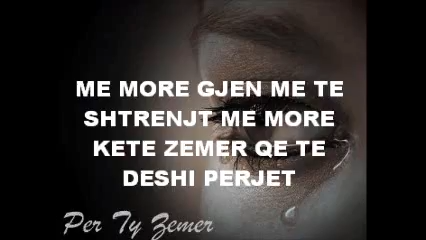 ME MORE GJEN ME TE
SHTRENJT ME MORE
KETE ZEMER QE TE
DESHI PERJET
Per Ty Zemer